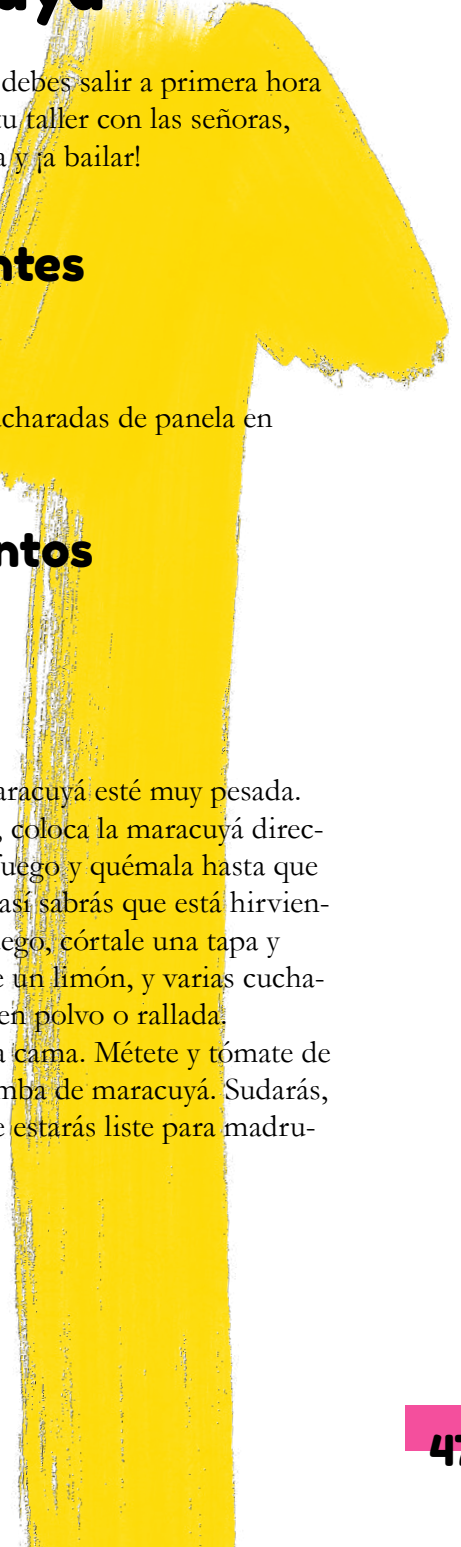 uyá
debes salir a primera hora
tu taller con las señoras,
a y ¡a bailar!
ntes
charadas de panela en
ntos
aracuyá esté muy pesada.
, coloca la maracuyá direc-
fuego y quémala hasta que
así sabrás que está hirvien-
ego, córtale una tapa y
e un limón, y varias cucha-
en polvo o rallada.
a cama. Métete y tómate de
mba de maracuyá. Sudarás,
e estarás liste para madru-
47